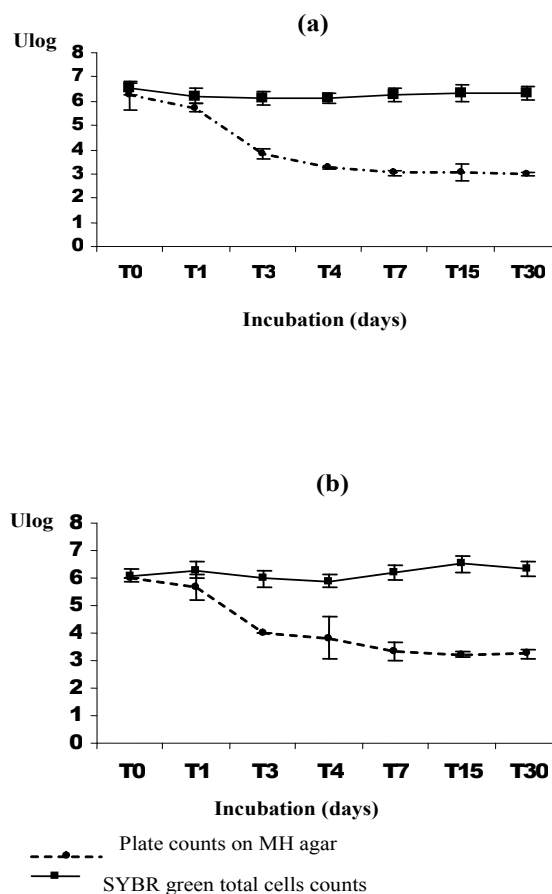 (a)
Ulog
8
7
6
5
4
3
2
1
0
T0 T1 T3 T4 T7 T15 T30
Incubation (days)
(b)
Ulog
8
7
6
5
4
3
2
1
0
T0 T1 T3 T4 T7 T15 T30
Incubation (days)
Plate counts on MH agar
SYBR green total cells counts